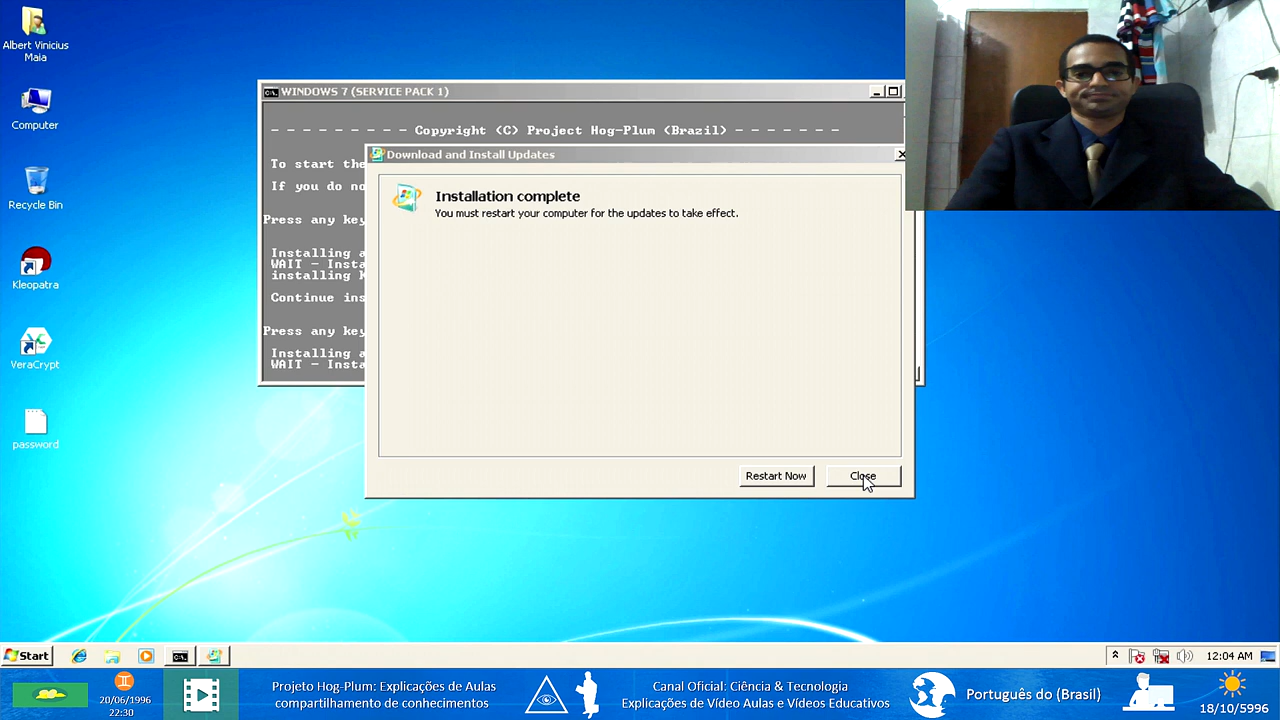 Albert Vinicius
Maia
Computer
Recycle Bin
Kleopatra
VeraCrypt
password
WINDOWS 7 (SERVICE PACK 1)
- - - - - - - - - Copyright (C) Project Hog-Plum (Brazil) - - - - - - -
To start the
If you do no
Press any key
Installing a
WAIT - Insta
installing K
Continue ins
Press any key
Installing a
WAIT - Insta
Download and Install Updates
Installation complete
You must restart your computer for the updates to take effect.
Restart Now
Close
Start
12:04 AM
20/06/1996
22:30
Projeto Hog-Plum: Explicações de Aulas
compartilhamento de conhecimentos
Canal Oficial: Ciência & Tecnologia
Explicações de Vídeo Aulas e Vídeos Educativos
Português do (Brasil)
18/10/5996